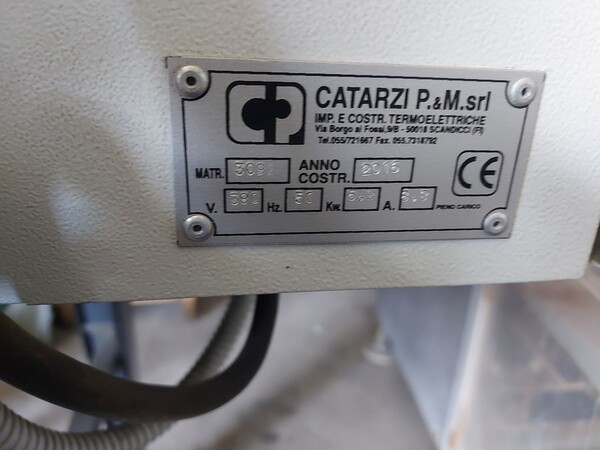 CATARZI P.&M.srl
IMP. E COSTR. TERMOELETTRICHE
Via Borgo ai Fossi,9/B - 50018 SCANDICCI (FI)
Tel.055/721667 Fax. 055.7318792
MATR. ANNO COSTR. 2015 CE
V. 380 Hz. 50 Kw. A. PIENO CARICO